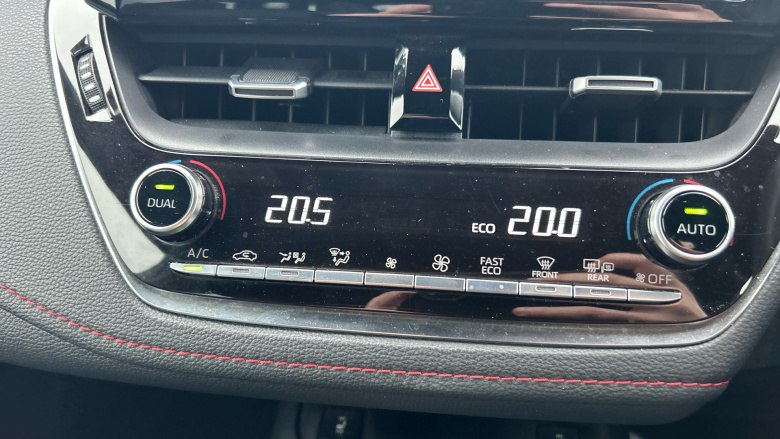 DUAL
20.5
ECO 20.0
AUTO
A/C
FAST
ECO
FRONT
REAR
OFF